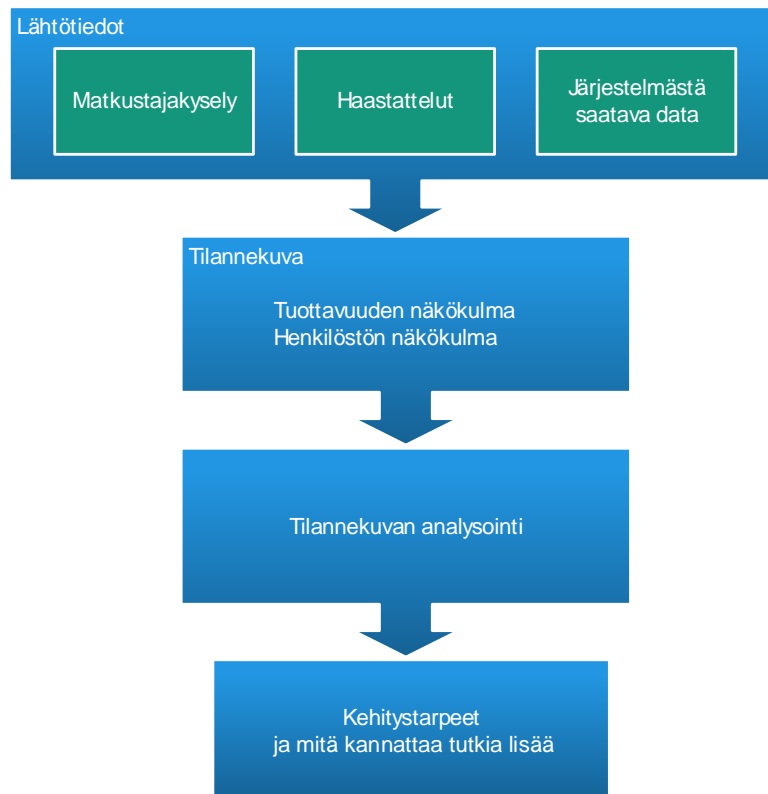 Lähtötiedot
Matkustajakysely
Haastattelut
Järjestelmästä
saatava data
Tilannekuva
Tuottavuuden näkökulma
Henkilöstön näkökulma
Tilannekuvan analysointi
Kehitystarpeet
ja mitä kannattaa tutkia lisää